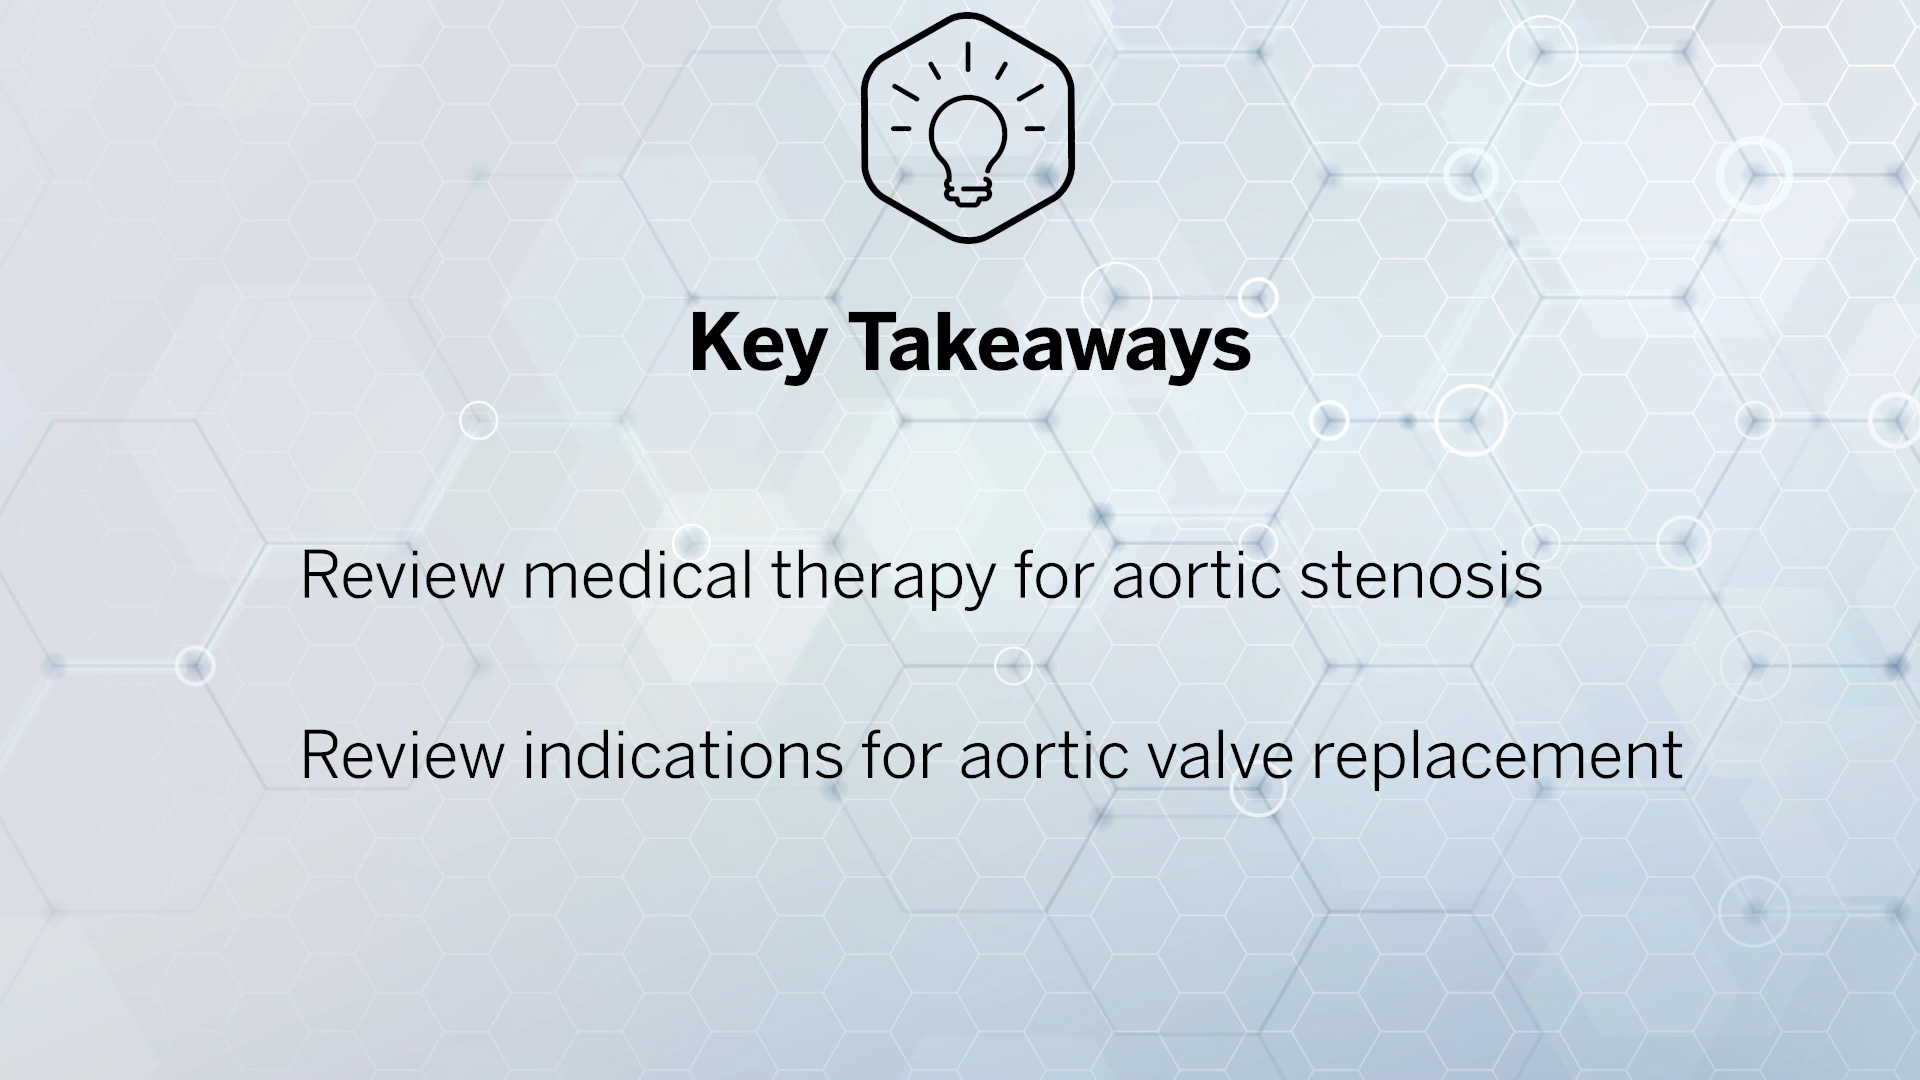 Key Takeaways
Review medical therapy for aortic stenosis
Review indications for aortic valve replacement